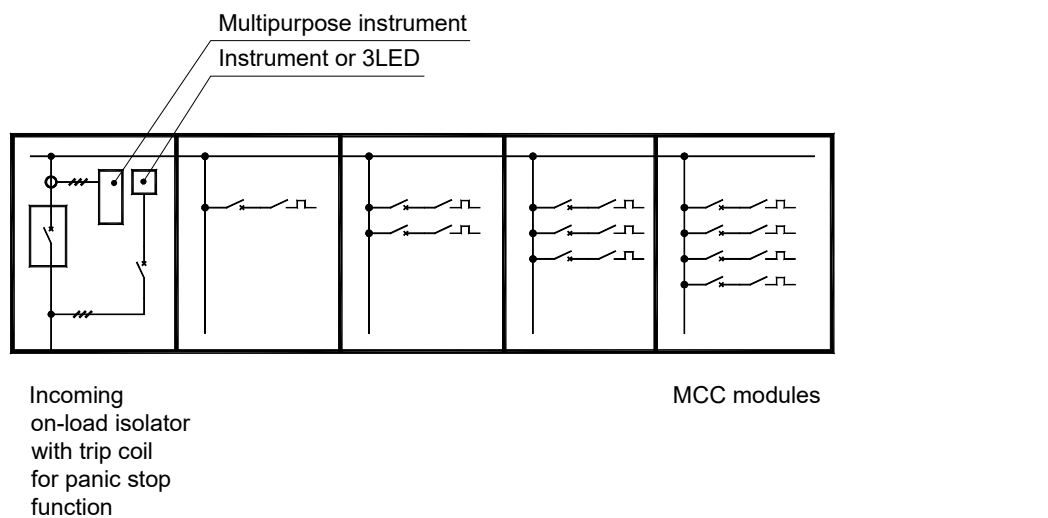 Multipurpose instrument
Instrument or 3LED
Incoming
on-load isolator
with trip coil
for panic stop
function
MCC modules